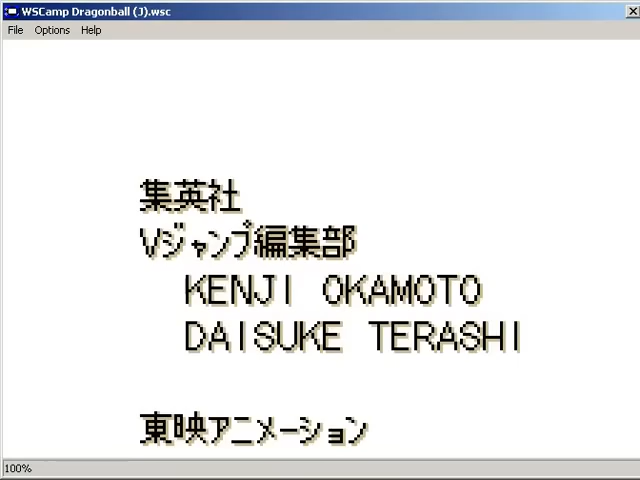 WSCamp Dragonball (J).wsc
File Options Help
集英社
Vジャンプ編集部
KENJI OKAMOTO
DAISUKE TERASHI
東映アニメーション
100%